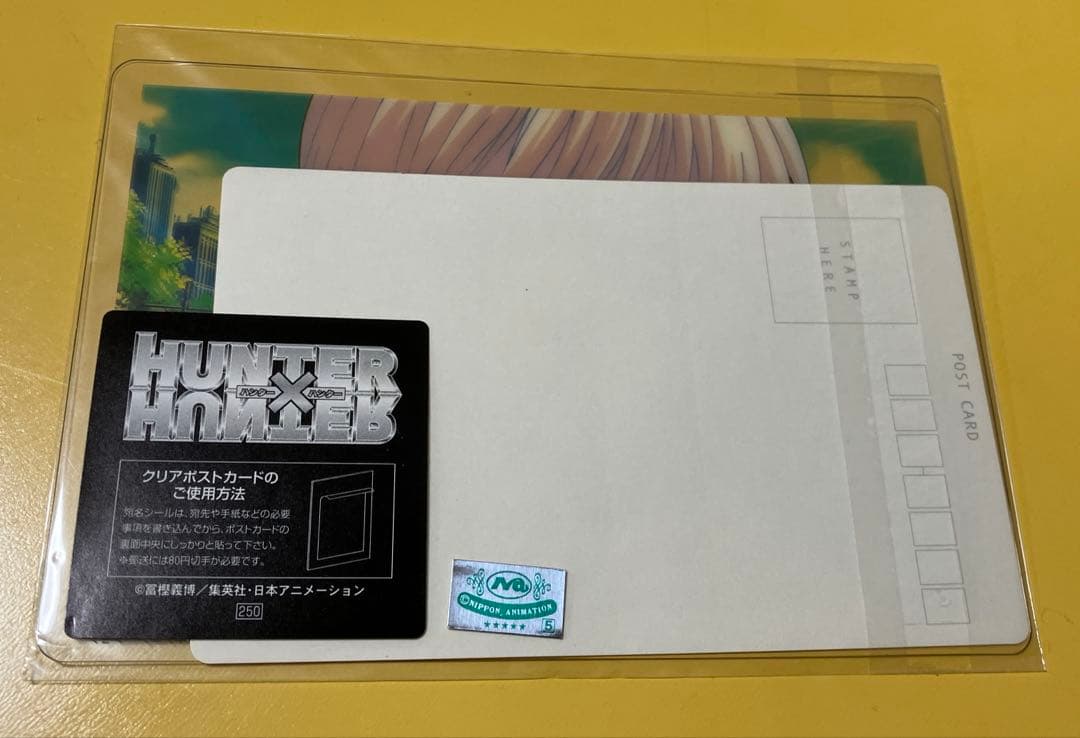 STAMP
HERE
POST CARD
HUNTER
ハンター×ハンター
HUNTER
クリアポストカードの
ご使用方法
宛名シールは、宛先や手紙などの必要
事項を書き込んでから、ポストカードの
裏面中央にしっかりと貼って下さい。
※郵送には80円切手が必要です。
©冨樫義博／集英社・日本アニメーション
250
na
©NIPPON ANIMATION
★★★★★ 5